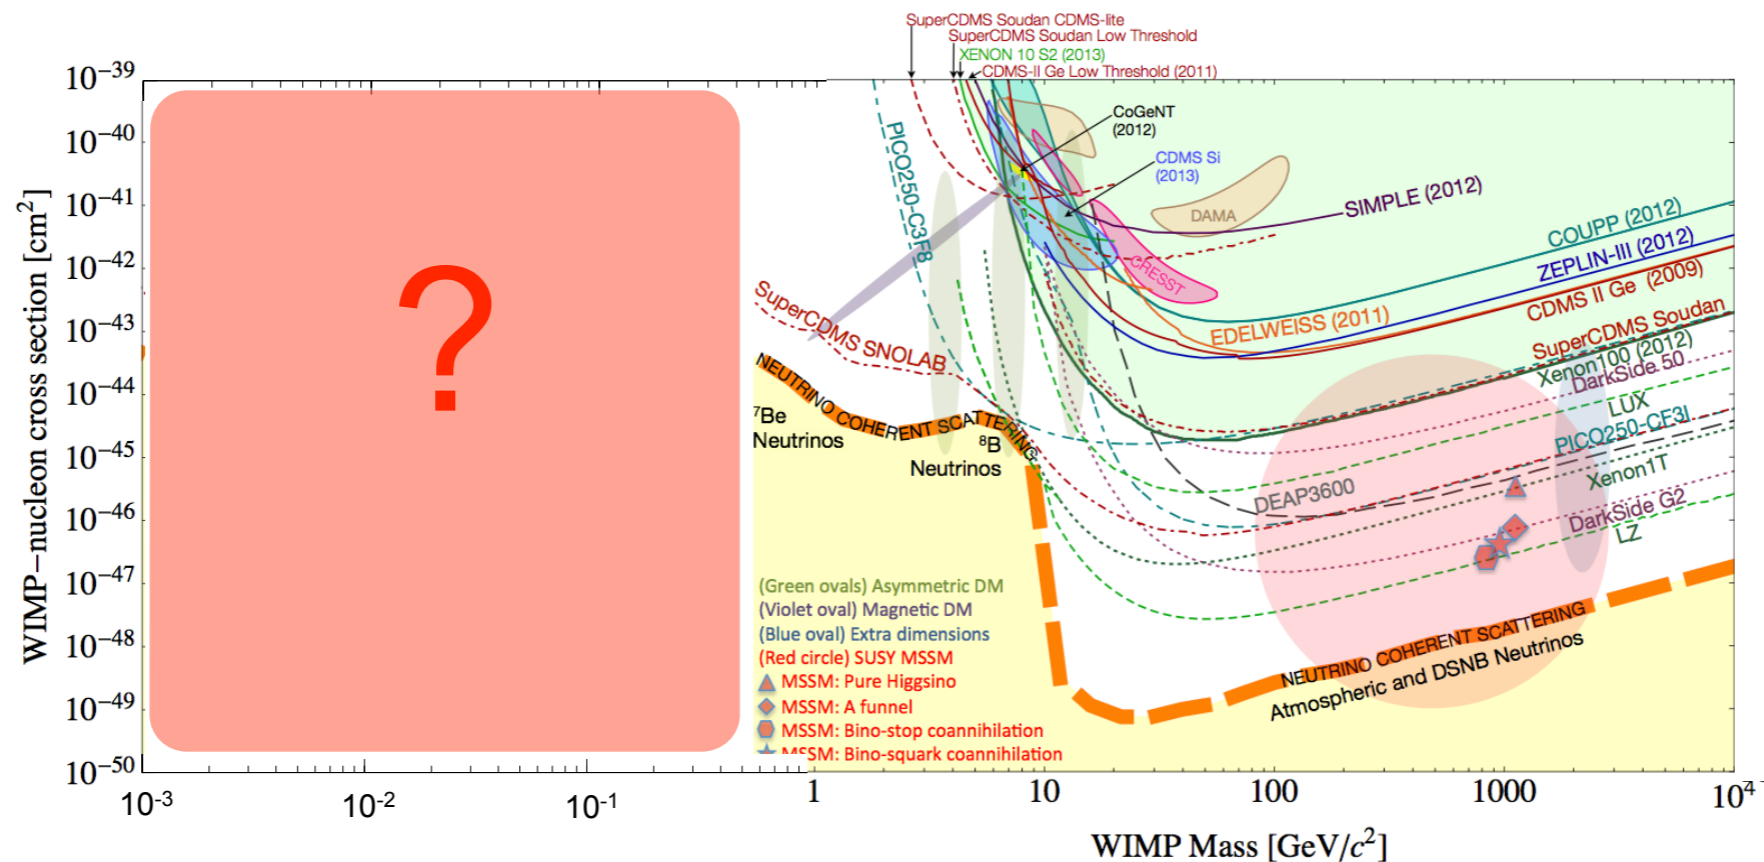 SuperCDMS Soudan CDMS-lite
SuperCDMS Soudan Low Threshold
XENON 10 S2 (2013)
CDMS-II Ge Low Threshold (2011)
10⁻³⁹
10⁻⁴⁰
10⁻⁴¹
10⁻⁴²
10⁻⁴³
10⁻⁴⁴
10⁻⁴⁵
10⁻⁴⁶
10⁻⁴⁷
10⁻⁴⁸
10⁻⁴⁹
10⁻⁵⁰
WIMP−nucleon cross section [cm²]
?
PICO250-C3F8
CoGeNT
(2012)
CDMS Si
(2013)
DAMA
CRESST
SIMPLE (2012)
COUPP (2012)
ZEPLIN-III (2012)
CDMS II Ge (2009)
EDELWEISS (2011)
SuperCDMS Soudan
Xenon100 (2012)
DarkSide 50
LUX
PICO250-CF3I
Xenon1T
DEAP3600
DarkSide G2
LZ
SuperCDMS SNOLAB
NEUTRINO COHERENT SCATTERING
⁷Be
Neutrinos
⁸B
Neutrinos
NEUTRINO COHERENT SCATTERING
Atmospheric and DSNB Neutrinos
(Green ovals) Asymmetric DM
(Violet oval) Magnetic DM
(Blue oval) Extra dimensions
(Red circle) SUSY MSSM
MSSM: Pure Higgsino
MSSM: A funnel
MSSM: Bino-stop coannihilation
MSSM: Bino-squark coannihilation
10⁻³
10⁻²
10⁻¹
1
10
100
1000
10⁴
WIMP Mass [GeV/c²]